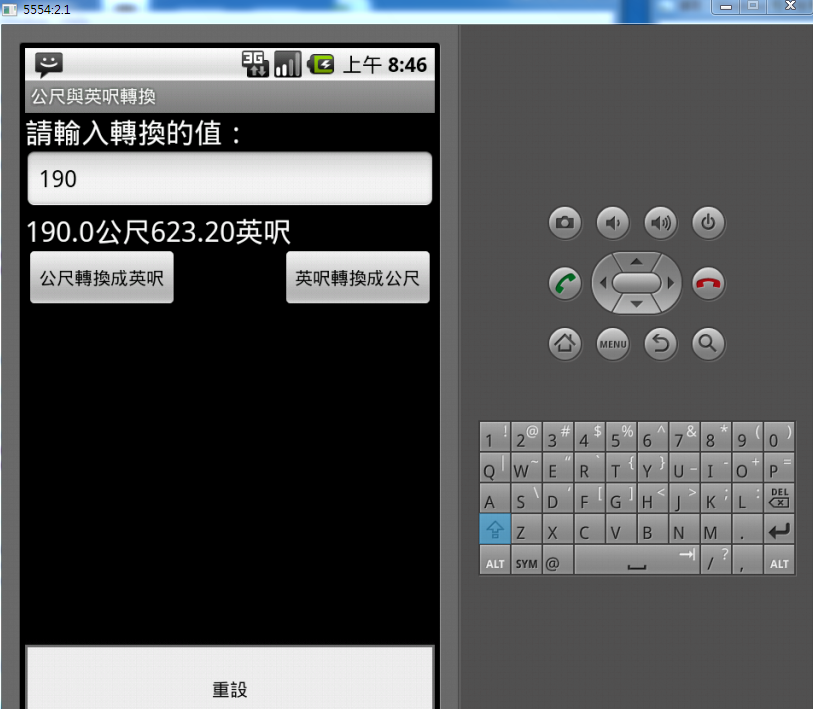 5554:2.1
3G 上午 8:46
公尺與英呎轉換
請輸入轉換的值：
190
190.0公尺623.20英呎
公尺轉換成英呎 英呎轉換成公尺
重設
MENU
1 ! 2 @ 3 # 4 $ 5 % 6 ^ 7 & 8 * 9 ( 0 )
Q | W ~ E “ R ` T { Y } U _ I - O + P =
A S \ D ' F [ G ] H < J > K ; L : DEL
Z X C V B N M .
ALT SYM @ / ? , ALT